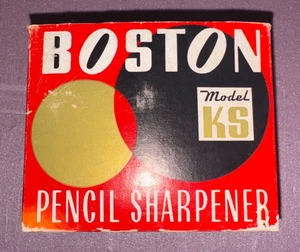 BOSTON
Model
KS
PENCIL SHARPENER